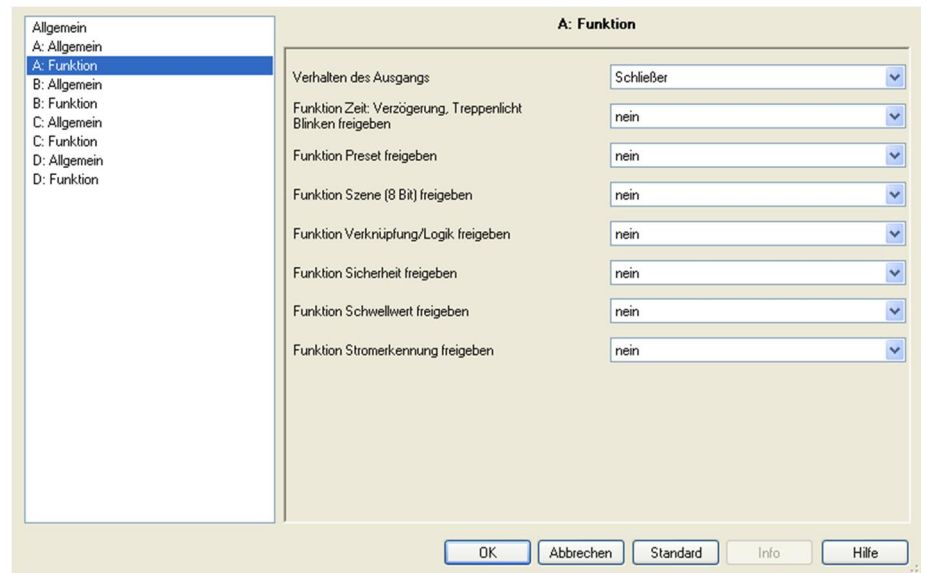 Allgemein
A: Allgemein
A: Funktion
B: Allgemein
B: Funktion
C: Allgemein
C: Funktion
D: Allgemein
D: Funktion
A: Funktion
Verhalten des Ausgangs
Schließer
Funktion Zeit: Verzögerung, Treppenlicht
Blinken freigeben
nein
Funktion Preset freigeben
nein
Funktion Szene (8 Bit) freigeben
nein
Funktion Verknüpfung/Logik freigeben
nein
Funktion Sicherheit freigeben
nein
Funktion Schwellwert freigeben
nein
Funktion Stromerkennung freigeben
nein
OK
Abbrechen
Standard
Info
Hilfe